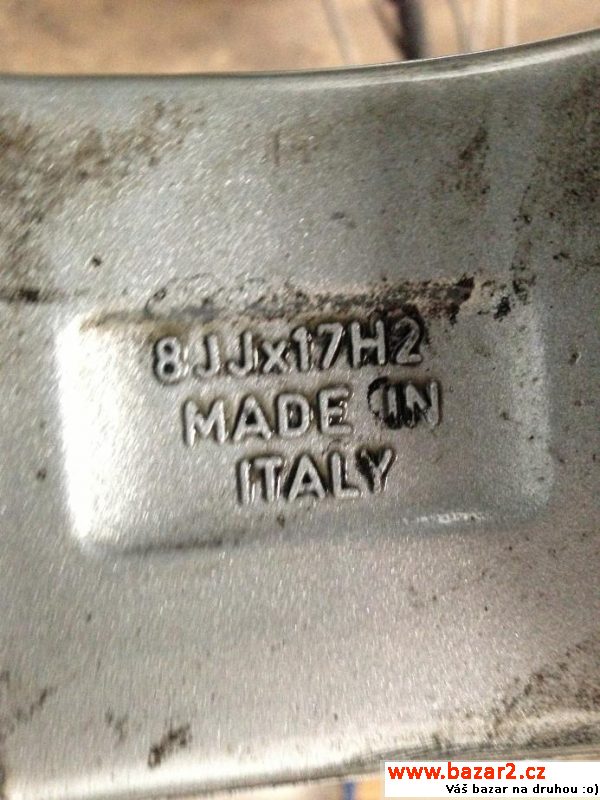 8JJx17H2
MADE IN
ITALY
www.bazar2.cz
Váš bazar na druhou :o)